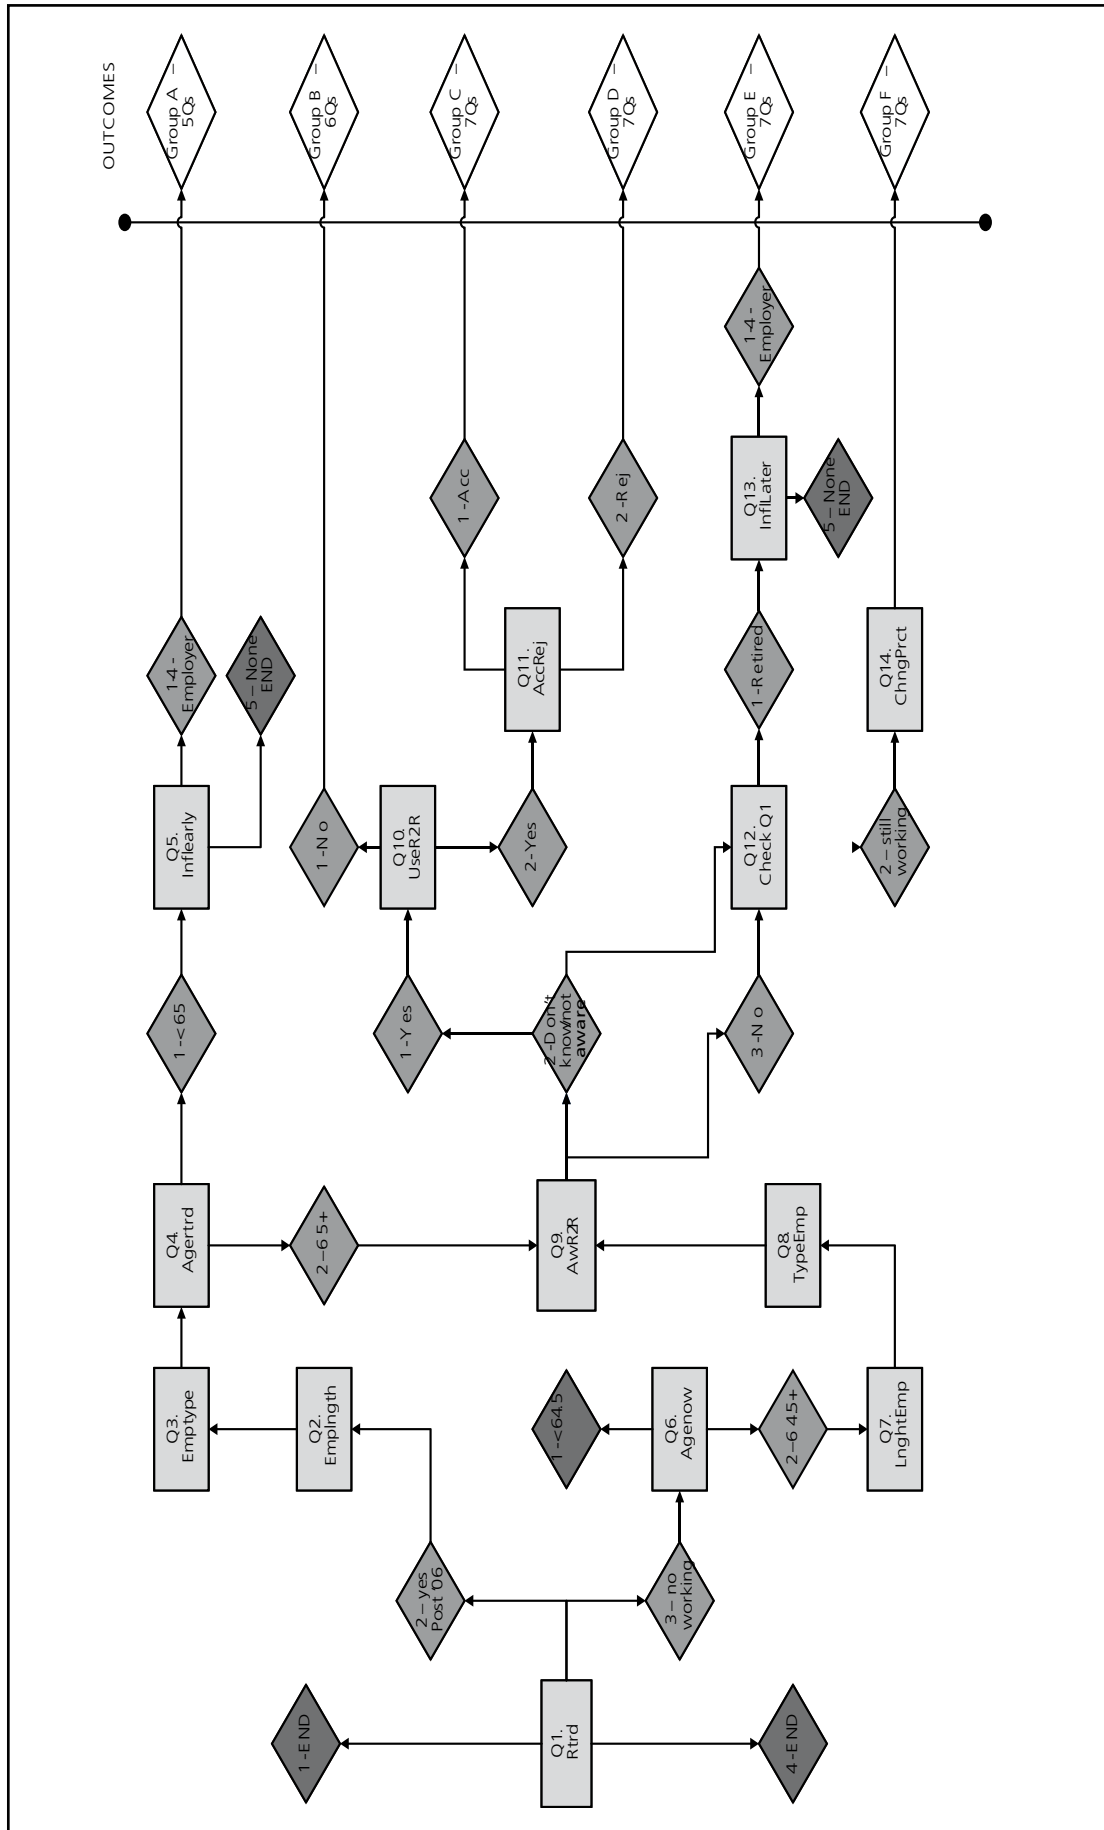 OUTCOMES
Group A –
5Qs
Group B –
6Qs
Group C –
7Qs
Group D –
7Qs
Group E –
7Qs
Group F –
7Qs
1-4 -
Employer
1-Acc
2-Rej
Q13.
InflLater
5 – None
END
1-4 -
Employer
5 – None
END
Q11.
AccRej
1-Retired
Q14.
ChngPrct
Q5.
Inflearly
1-No
Q10.
UseR2R
2-Yes
Q12.
Check Q1
2 – still
working
1-<65
1-Yes
2-Don't
know/not
aware
3-No
Q4.
Agertrd
2–65+
Q9.
AwR2R
Q8.
TypeEmp
Q3.
Emptype
Q2.
Emplngth
1-<64.5
Q6.
Agenow
2–645+
Q7.
LnghtEmp
2– yes
Post '06
3– no
working
1-END
Q1.
Rtrd
4-END